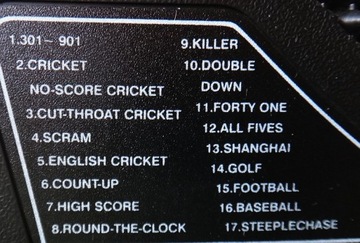 1.301~ 901
2.CRICKET
NO-SCORE CRICKET
3.CUT-THROAT CRICKET
4.SCRAM
5.ENGLISH CRICKET
6.COUNT-UP
7.HIGH SCORE
8.ROUND-THE-CLOCK
9.KILLER
10.DOUBLE
DOWN
11.FORTY ONE
12.ALL FIVES
13.SHANGHAI
14.GOLF
15.FOOTBALL
16.BASEBALL
17.STEEPLECHASE